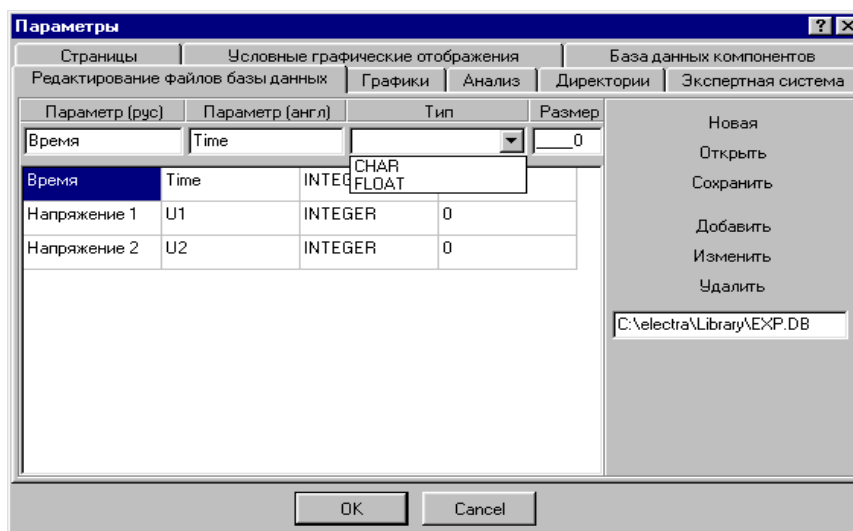 Параметры
Страницы Условные графические отображения База данных компонентов
Редактирование файлов базы данных Графики Анализ Директории Экспертная система
Параметр (рус) Параметр (англ) Тип Размер
Время Time ____0
CHAR
FLOAT
Время Time INTEG
Напряжение 1 U1 INTEGER 0
Напряжение 2 U2 INTEGER 0
Новая
Открыть
Сохранить
Добавить
Изменить
Удалить
C:\electra\Library\EXP.DB
OK Cancel